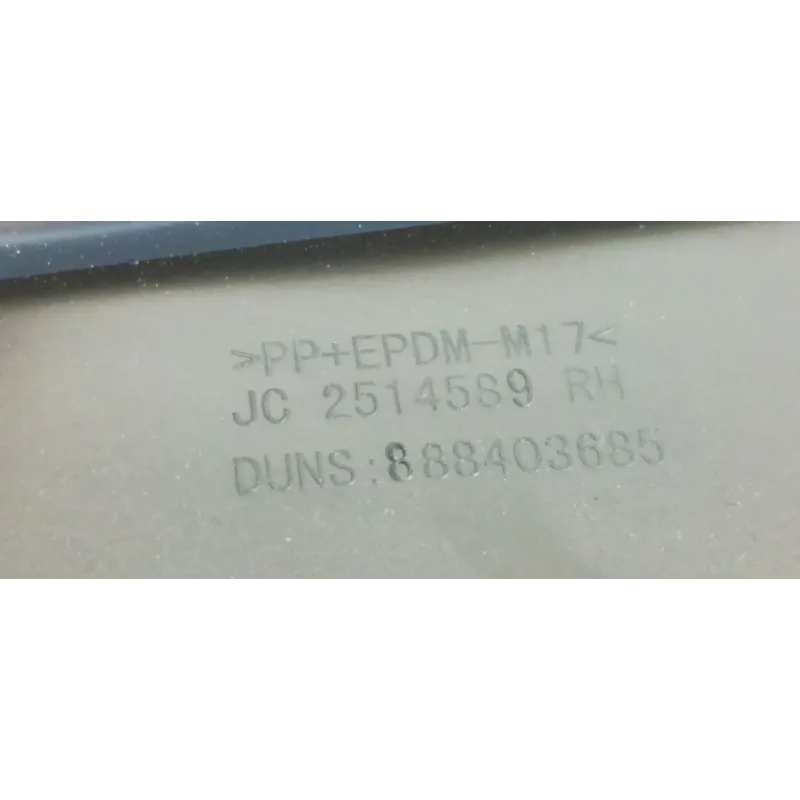 >PP+EPDM-M17<
JC 2514589 RH
DUNS:888403685